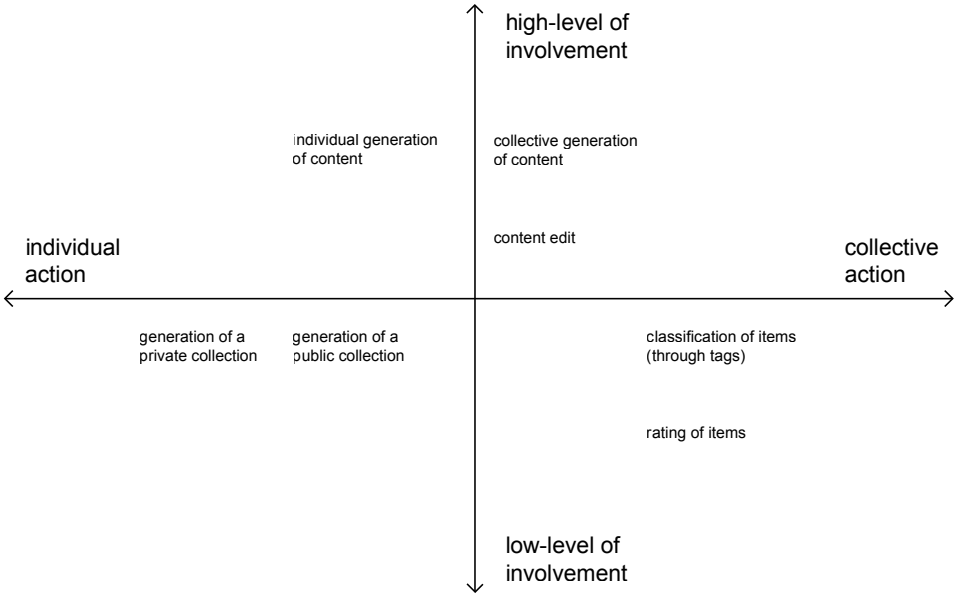 high-level of
involvement
individual generation
of content
collective generation
of content
content edit
individual
action
collective
action
generation of a
private collection
generation of a
public collection
classification of items
(through tags)
rating of items
low-level of
involvement